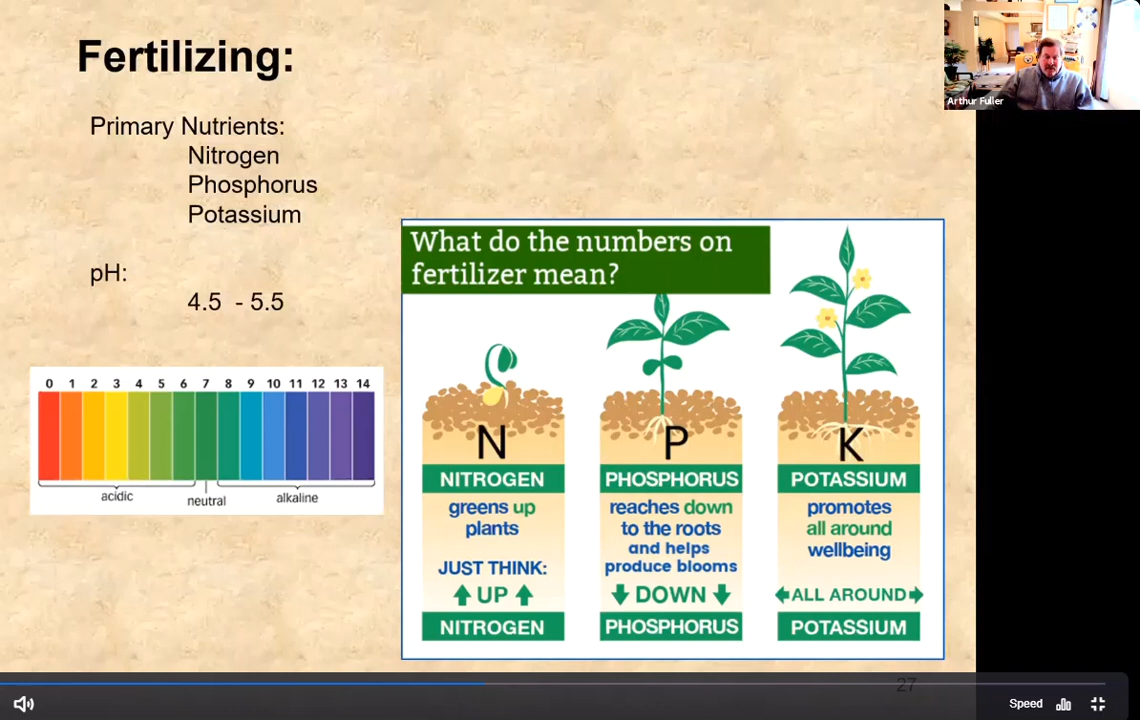 Fertilizing:
Arthur Fuller
Primary Nutrients:
Nitrogen
Phosphorus
Potassium
pH:
4.5 - 5.5
0 1 2 3 4 5 6 7 8 9 10 11 12 13 14
acidic
neutral
alkaline
What do the numbers on
fertilizer mean?
N
NITROGEN
greens up
plants
JUST THINK:
UP
NITROGEN
P
PHOSPHORUS
reaches down
to the roots
and helps
produce blooms
DOWN
PHOSPHORUS
K
POTASSIUM
promotes
all around
wellbeing
ALL AROUND
POTASSIUM
27
Speed